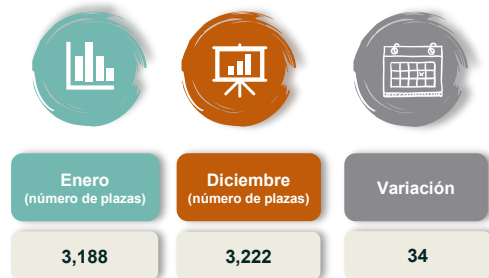 Enero
(número de plazas)
Diciembre
(número de plazas)
Variación
3,188
3,222
34